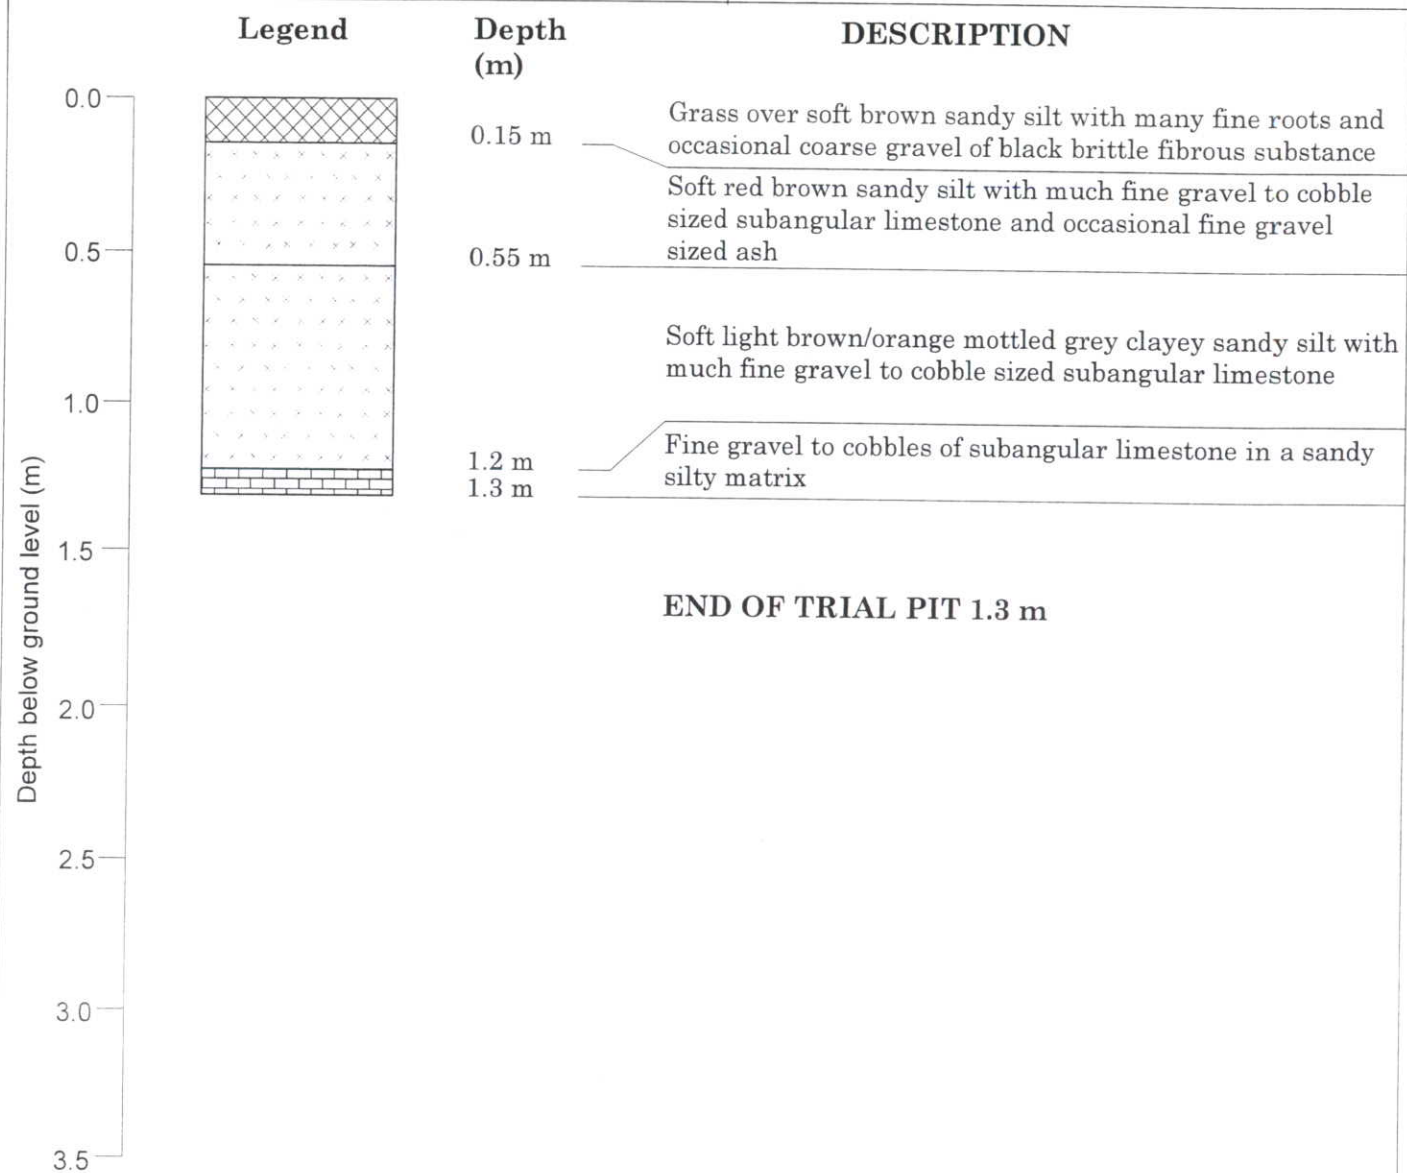 Legend
Depth
(m)
DESCRIPTION
0.0
0.15 m
Grass over soft brown sandy silt with many fine roots and
occasional coarse gravel of black brittle fibrous substance
Soft red brown sandy silt with much fine gravel to cobble
sized subangular limestone and occasional fine gravel
sized ash
0.5
0.55 m
Soft light brown/orange mottled grey clayey sandy silt with
much fine gravel to cobble sized subangular limestone
1.0
1.2 m
Fine gravel to cobbles of subangular limestone in a sandy
silty matrix
1.3 m
1.5
END OF TRIAL PIT 1.3 m
2.0
2.5
3.0
3.5
Depth below ground level (m)